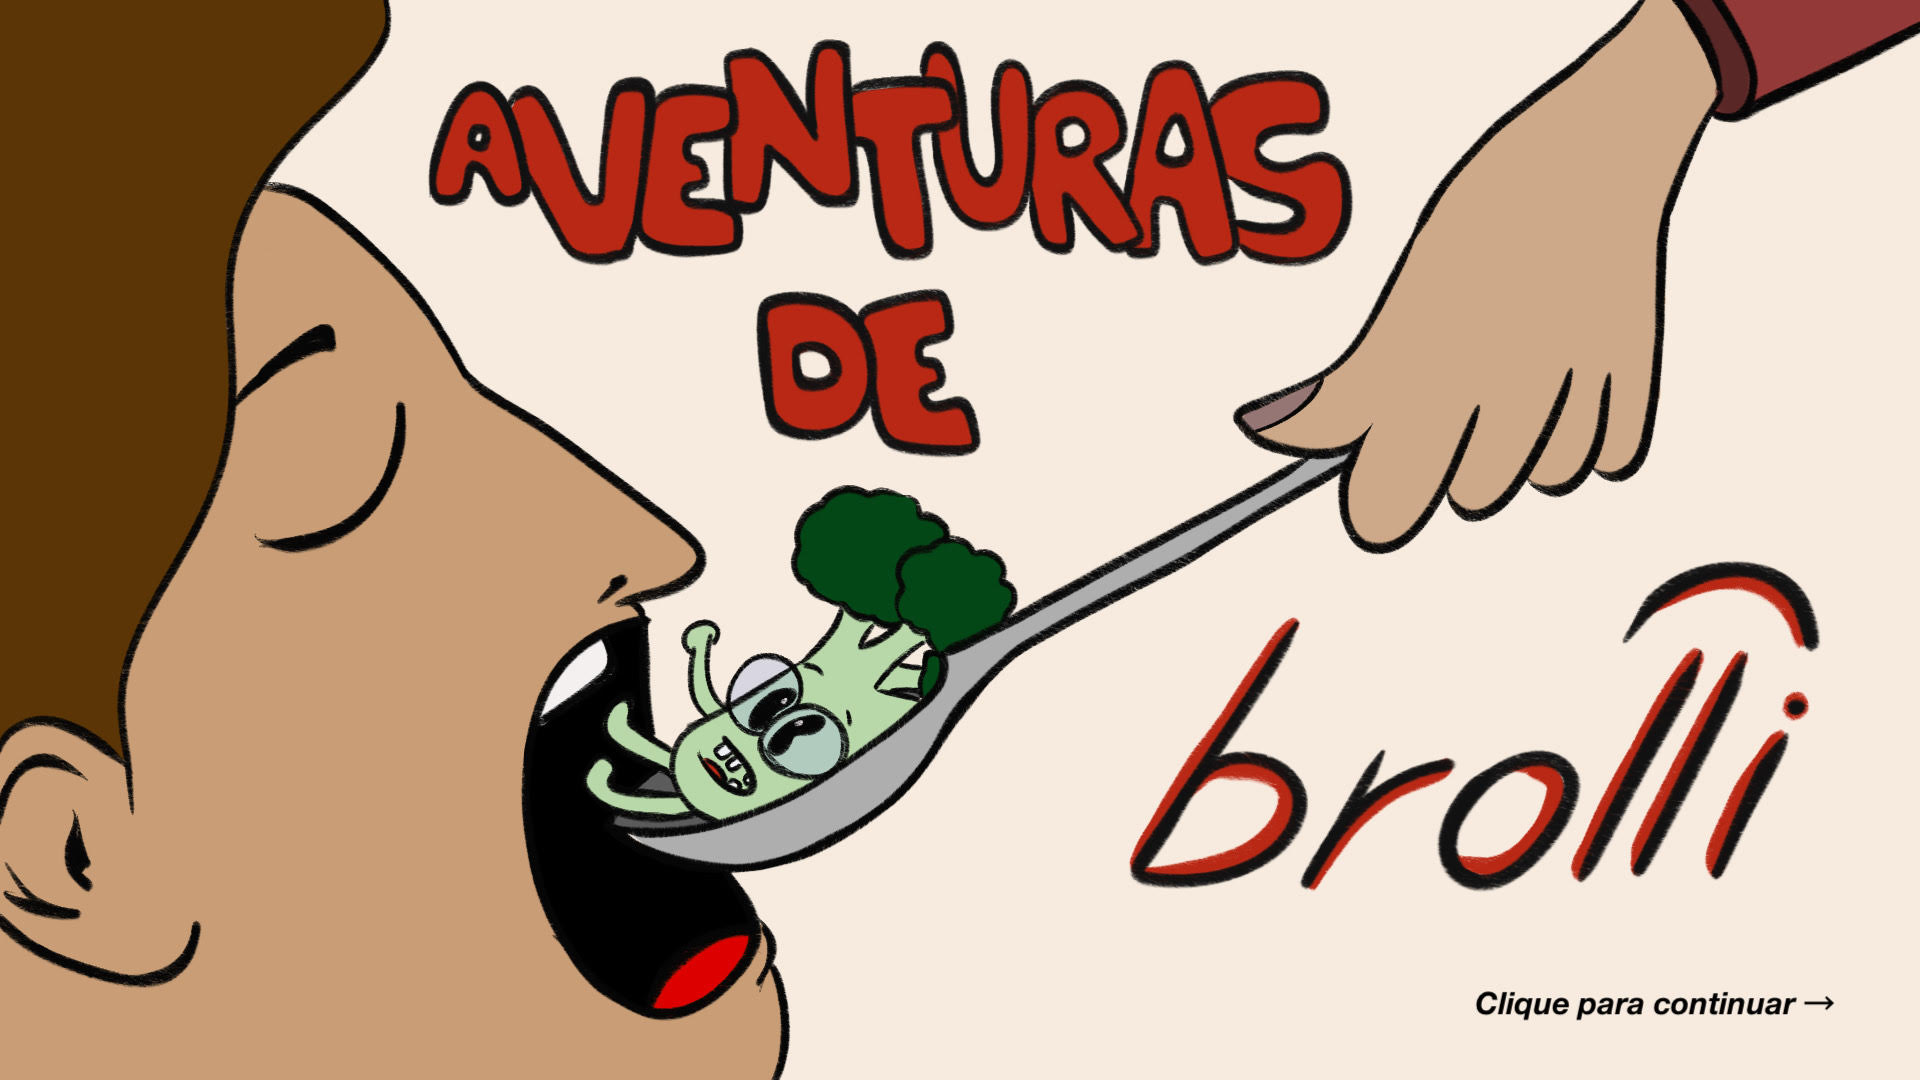 AVENTURAS
DE
brolli
Clique para continuar →